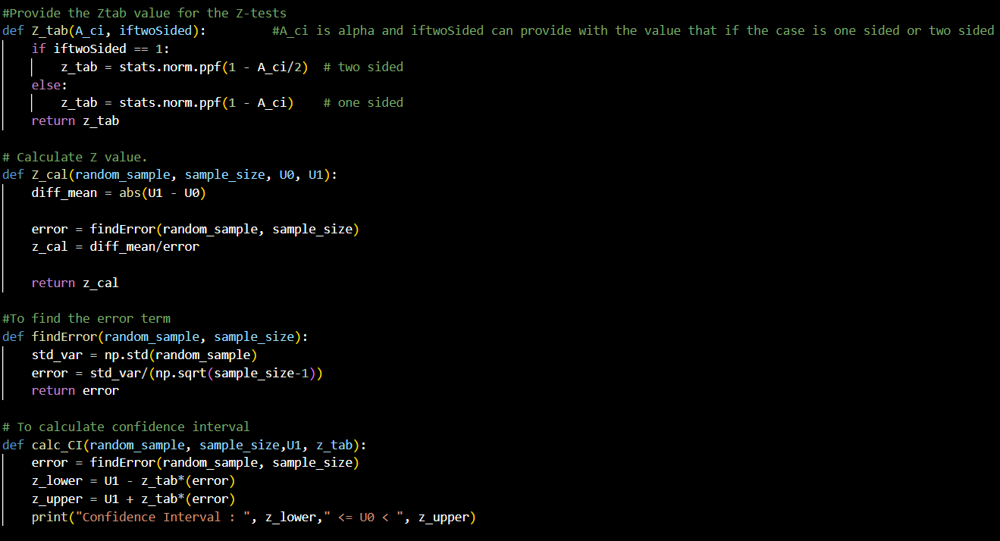 #Provide the Ztab value for the Z-tests
def Z_tab(A_ci, iftwoSided):         #A_ci is alpha and iftwoSided can provide with the value that if the case is one sided or two sided
    if iftwoSided == 1:
        z_tab = stats.norm.ppf(1 - A_ci/2)  # two sided
    else:
        z_tab = stats.norm.ppf(1 - A_ci)    # one sided
    return z_tab

# Calculate Z value.
def Z_cal(random_sample, sample_size, U0, U1):
    diff_mean = abs(U1 - U0)

    error = findError(random_sample, sample_size)
    z_cal = diff_mean/error

    return z_cal

#To find the error term
def findError(random_sample, sample_size):
    std_var = np.std(random_sample)
    error = std_var/(np.sqrt(sample_size-1))
    return error

# To calculate confidence interval
def calc_CI(random_sample, sample_size,U1, z_tab):
    error = findError(random_sample, sample_size)
    z_lower = U1 - z_tab*(error)
    z_upper = U1 + z_tab*(error)
    print("Confidence Interval : ", z_lower," <= U0 < ", z_upper)